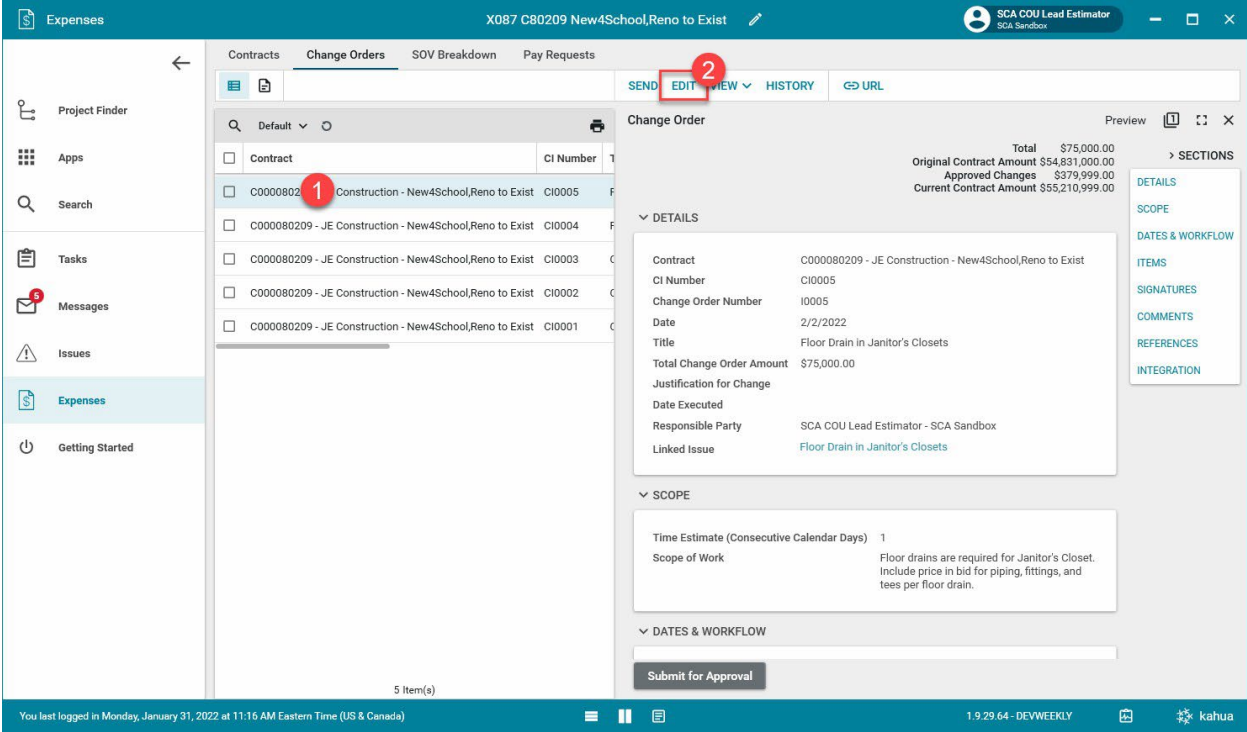 Expenses
X087 C80209 New4School,Reno to Exist
SCA COU Lead Estimator
SCA Sandbox
Contracts
Change Orders
SOV Breakdown
Pay Requests
Project Finder
Apps
Search
Tasks
5
Messages
Issues
Expenses
Getting Started
Default
Contract
CI Number
1
C000080209 - JE Construction - New4School,Reno to Exist CI0004
C000080209 - JE Construction - New4School,Reno to Exist CI0003
C000080209 - JE Construction - New4School,Reno to Exist CI0002
C000080209 - JE Construction - New4School,Reno to Exist CI0001
C0000802 Construction - New4School,Reno to Exist CI0005
5 Item(s)
2
SEND
EDIT
VIEW
HISTORY
URL
Change Order
Preview
1
Total $75,000.00
Original Contract Amount $54,831,000.00
Approved Changes $379,999.00
Current Contract Amount $55,210,999.00
SECTIONS
DETAILS
SCOPE
DATES & WORKFLOW
ITEMS
SIGNATURES
COMMENTS
REFERENCES
INTEGRATION
DETAILS
Contract C000080209 - JE Construction - New4School,Reno to Exist
CI Number CI0005
Change Order Number I0005
Date 2/2/2022
Title Floor Drain in Janitor's Closets
Total Change Order Amount $75,000.00
Justification for Change
Date Executed
Responsible Party SCA COU Lead Estimator - SCA Sandbox
Linked Issue Floor Drain in Janitor's Closets
SCOPE
Time Estimate (Consecutive Calendar Days) 1
Scope of Work Floor drains are required for Janitor's Closet.
Include price in bid for piping, fittings, and
tees per floor drain.
DATES & WORKFLOW
Submit for Approval
You last logged in Monday, January 31, 2022 at 11:16 AM Eastern Time (US & Canada)
1.9.29.64 - DEVWEEKLY
kahua